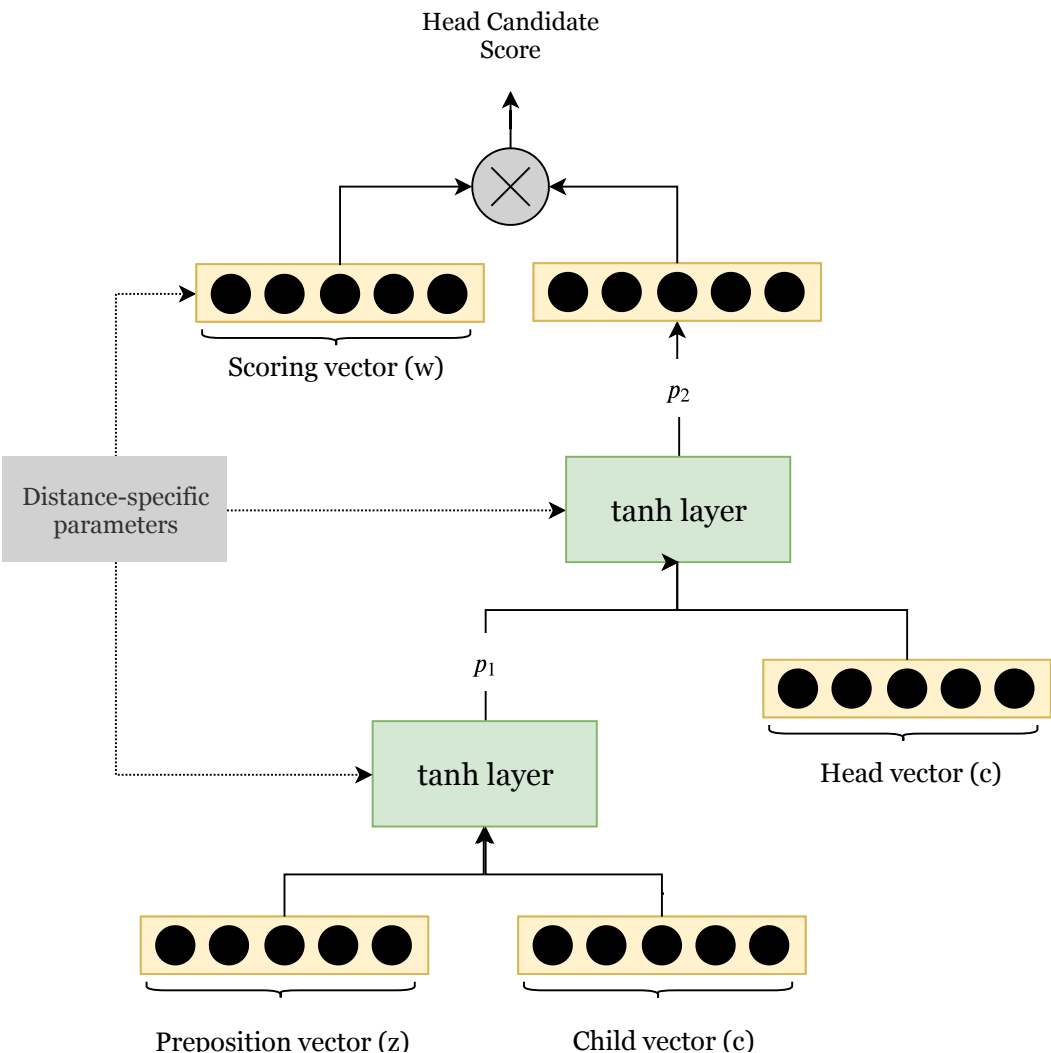 Head Candidate
Score
Scoring vector (w)
p₂
Distance-specific
parameters
tanh layer
p₁
tanh layer
Head vector (c)
Preposition vector (z)
Child vector (c)